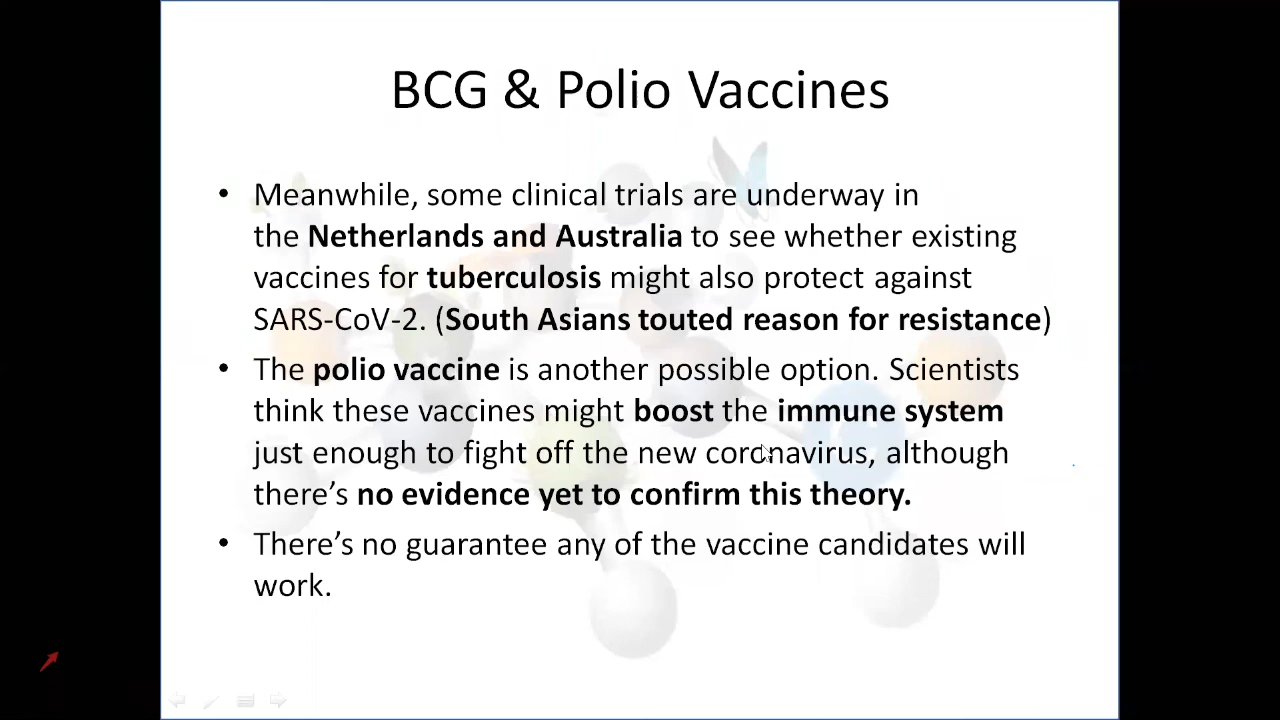 BCG & Polio Vaccines
• Meanwhile, some clinical trials are underway in
the Netherlands and Australia to see whether existing
vaccines for tuberculosis might also protect against
SARS-CoV-2. (South Asians touted reason for resistance)
• The polio vaccine is another possible option. Scientists
think these vaccines might boost the immune system
just enough to fight off the new coronavirus, although
there’s no evidence yet to confirm this theory.
• There’s no guarantee any of the vaccine candidates will
work.